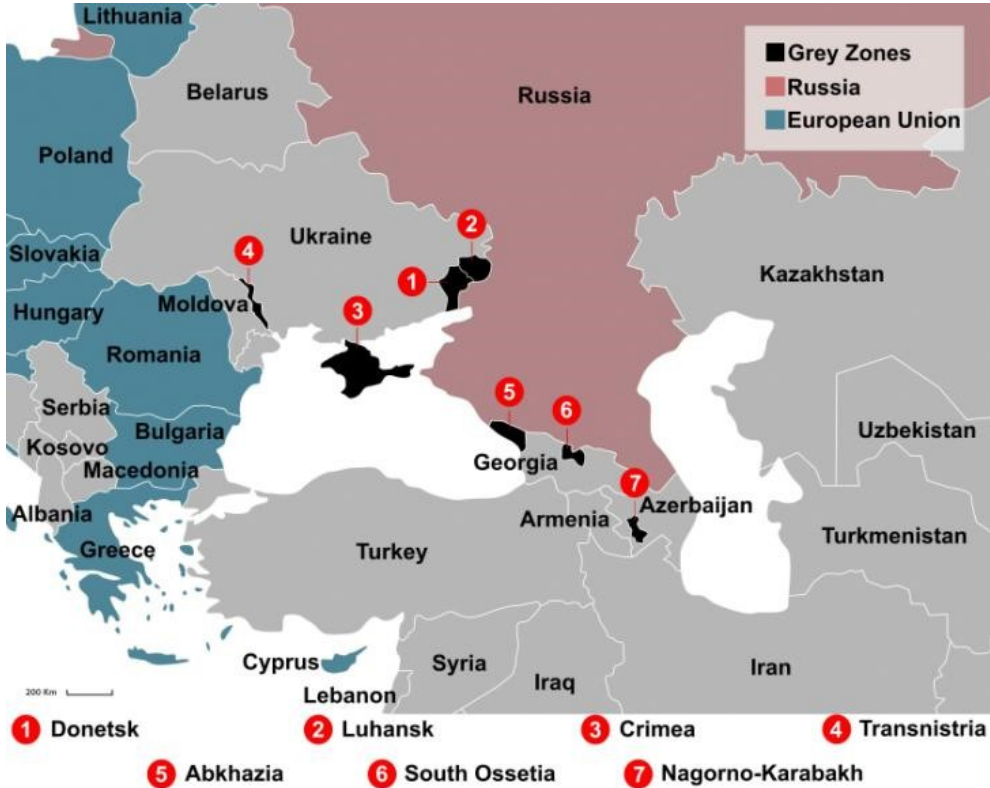 Lithuania
Grey Zones
Belarus
Russia
Russia
European Union
Poland
2
Ukraine
4
Slovakia
Kazakhstan
1
Hungary
Moldova
3
Romania
5
Serbia
6
Bulgaria
Uzbekistan
Kosovo
Georgia
Macedonia
7
Azerbaijan
Albania
Armenia
Turkmenistan
Greece
Turkey
Cyprus
Syria
Iran
Iraq
Lebanon
200 Km
1 Donetsk
2 Luhansk
3 Crimea
4 Transnistria
5 Abkhazia
6 South Ossetia
7 Nagorno-Karabakh